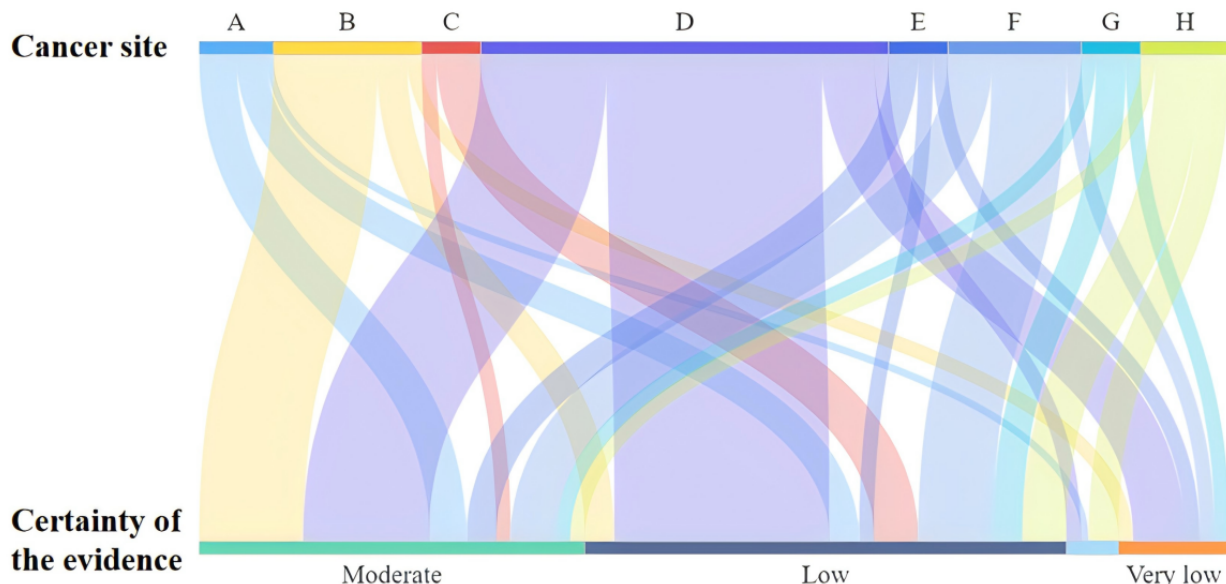 A B C D E F G H
Cancer site
Certainty of
the evidence
Moderate Low Very low